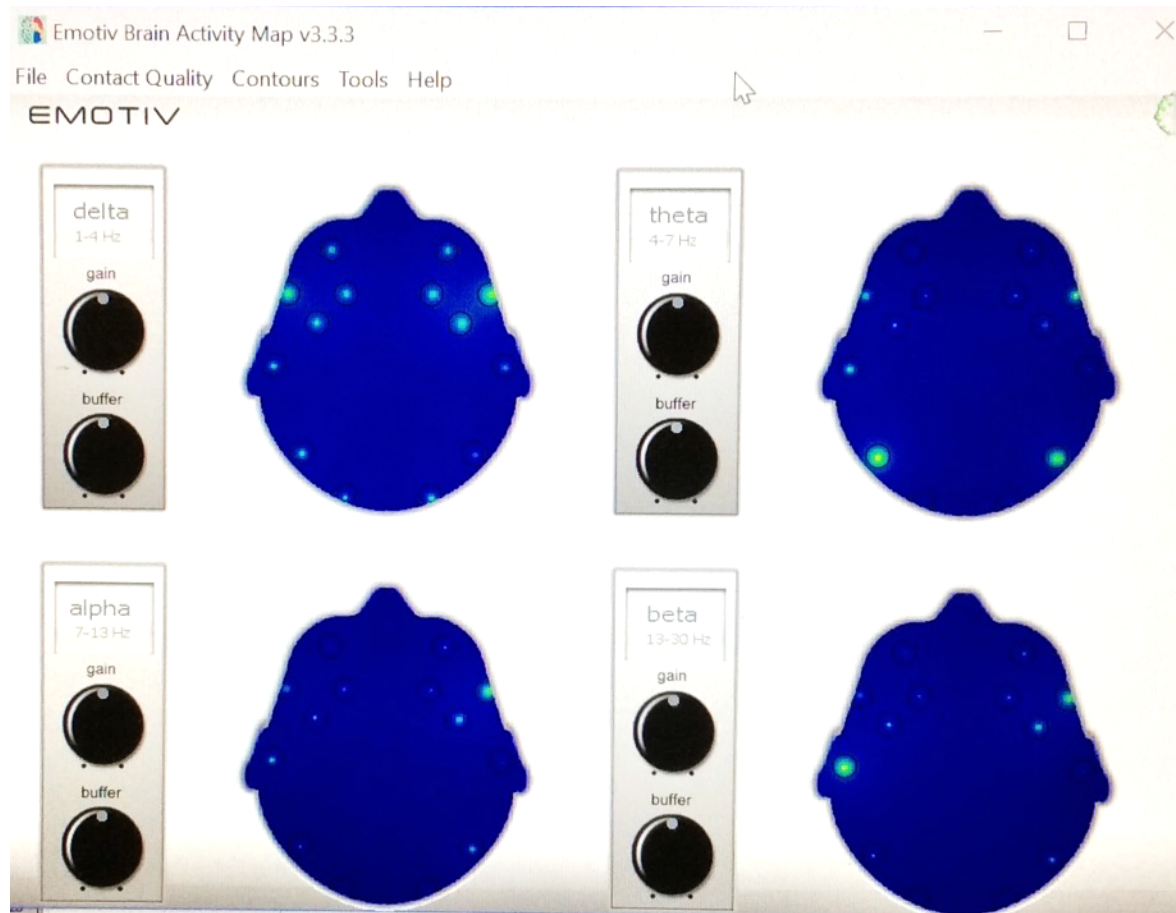 Emotiv Brain Activity Map v3.3.3
File Contact Quality Contours Tools Help
EMOTIV
delta
1-4 Hz
gain
buffer
theta
4-7 Hz
gain
buffer
alpha
7-13 Hz
gain
buffer
beta
13-30 Hz
gain
buffer